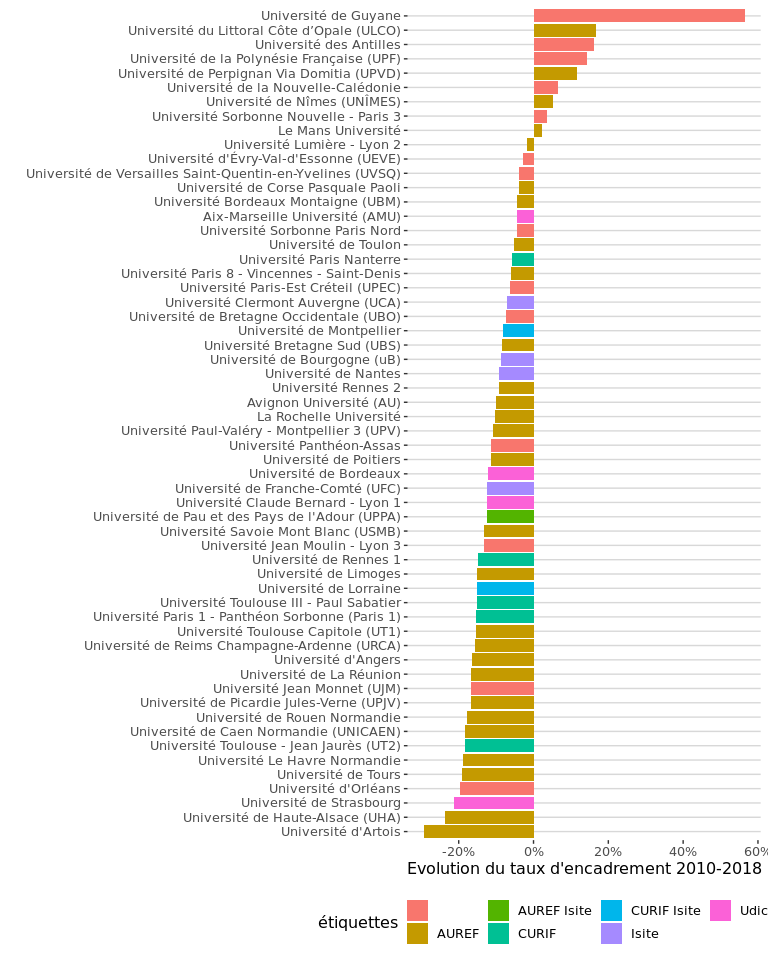 Université de Guyane
Université du Littoral Côte d’Opale (ULCO)
Université des Antilles
Université de la Polynésie Française (UPF)
Université de Perpignan Via Domitia (UPVD)
Université de la Nouvelle-Calédonie
Université de Nîmes (UNÎMES)
Université Sorbonne Nouvelle - Paris 3
Le Mans Université
Université Lumière - Lyon 2
Université d'Évry-Val-d'Essonne (UEVE)
Université de Versailles Saint-Quentin-en-Yvelines (UVSQ)
Université de Corse Pasquale Paoli
Université Bordeaux Montaigne (UBM)
Aix-Marseille Université (AMU)
Université Sorbonne Paris Nord
Université de Toulon
Université Paris Nanterre
Université Paris 8 - Vincennes - Saint-Denis
Université Paris-Est Créteil (UPEC)
Université Clermont Auvergne (UCA)
Université de Bretagne Occidentale (UBO)
Université de Montpellier
Université Bretagne Sud (UBS)
Université de Bourgogne (uB)
Université de Nantes
Université Rennes 2
Avignon Université (AU)
La Rochelle Université
Université Paul-Valéry - Montpellier 3 (UPV)
Université Panthéon-Assas
Université de Poitiers
Université de Bordeaux
Université de Franche-Comté (UFC)
Université Claude Bernard - Lyon 1
Université de Pau et des Pays de l'Adour (UPPA)
Université Savoie Mont Blanc (USMB)
Université Jean Moulin - Lyon 3
Université de Rennes 1
Université de Limoges
Université de Lorraine
Université Toulouse III - Paul Sabatier
Université Paris 1 - Panthéon Sorbonne (Paris 1)
Université Toulouse Capitole (UT1)
Université de Reims Champagne-Ardenne (URCA)
Université d'Angers
Université de La Réunion
Université Jean Monnet (UJM)
Université de Picardie Jules-Verne (UPJV)
Université de Rouen Normandie
Université de Caen Normandie (UNICAEN)
Université Toulouse - Jean Jaurès (UT2)
Université Le Havre Normandie
Université de Tours
Université d'Orléans
Université de Strasbourg
Université de Haute-Alsace (UHA)
Université d'Artois
-20% 0% 20% 40% 60%
Evolution du taux d'encadrement 2010-2018
étiquettes
AUREF Isite CURIF Isite Udic
AUREF CURIF Isite